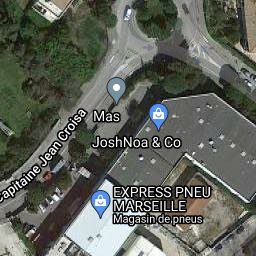 Mas
JoshNoa & Co
Capitaine Jean Croisa
EXPRESS PNEU
MARSEILLE
Magasin de pneus